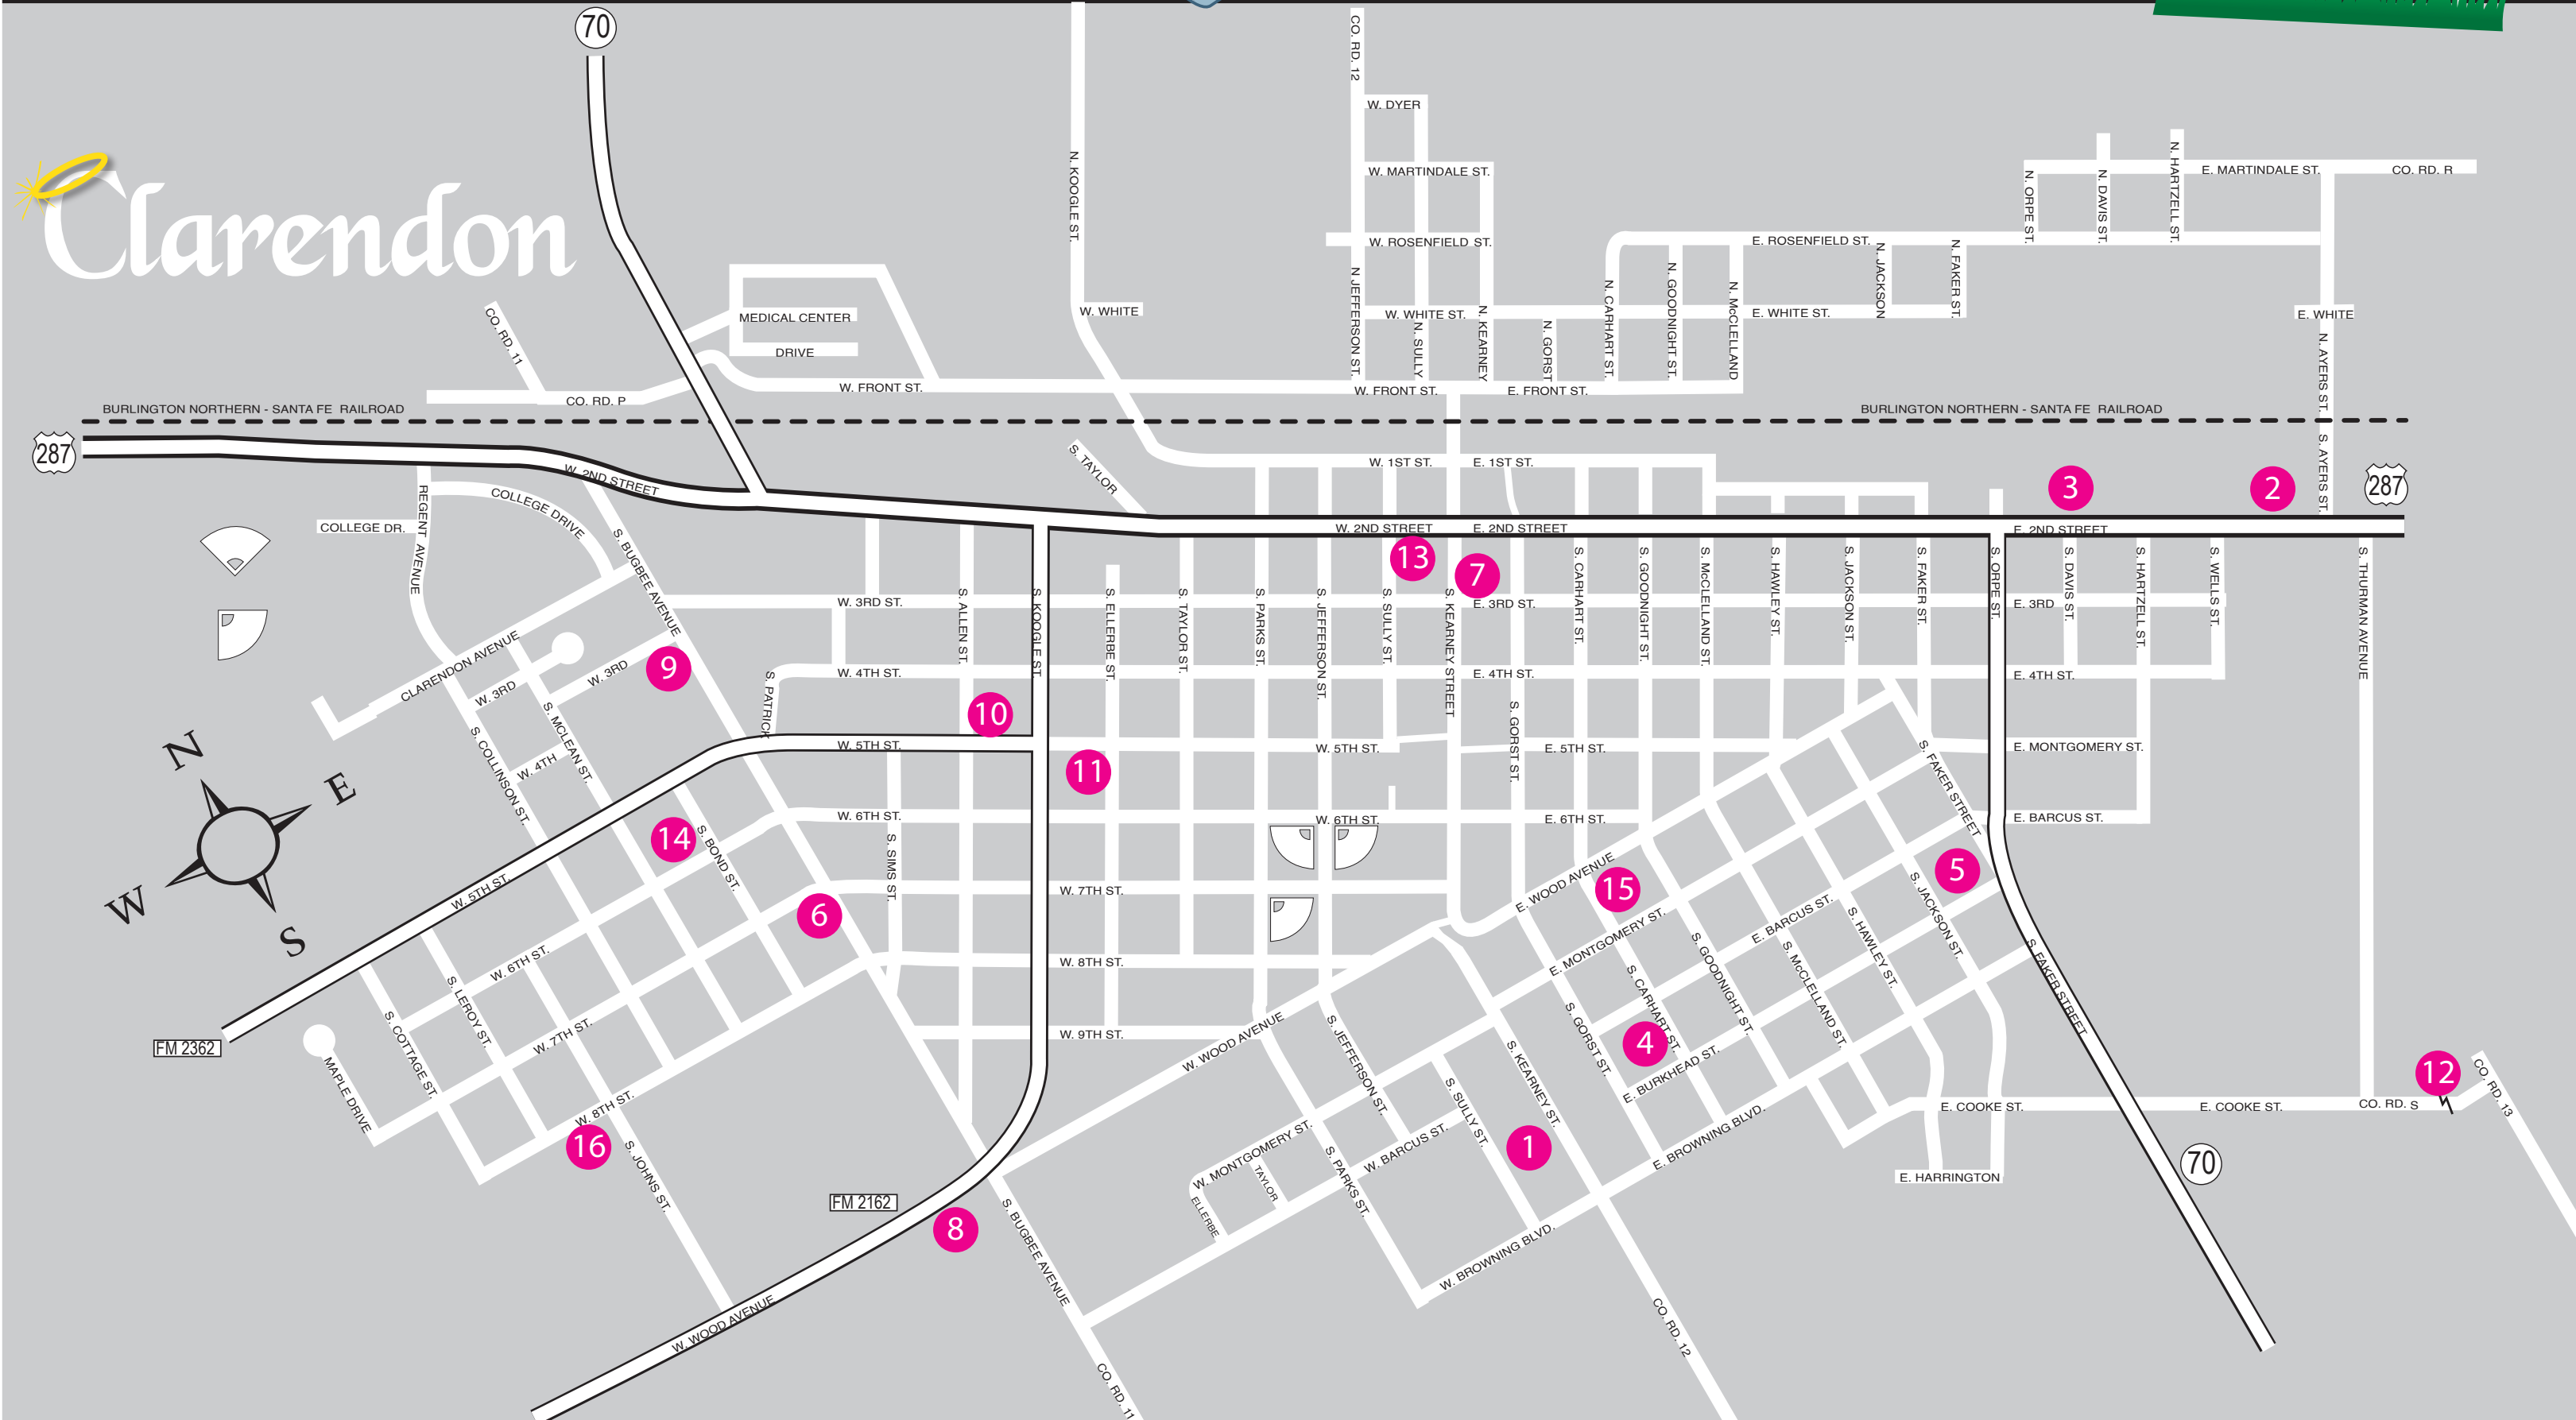 70
CO. RD. 12
W. DYER
N. KOOGLE ST.
W. MARTINDALE ST.
N. ORPE ST.
N. DAVIS ST.
N. HARTZELL ST.
E. MARTINDALE ST.
CO. RD. R
Clarendon
W. ROSENFIELD ST.
E. ROSENFIELD ST.
N. JACKSON
N. FAKER ST.
N JEFFERSON ST.
N. SULLY
N. KEARNEY
N. GORST
N. CARHART ST.
N. GOODNIGHT ST.
N. McCLELLAND
MEDICAL CENTER
DRIVE
W. WHITE
W. WHITE ST.
E. WHITE ST.
E. WHITE
N. AYERS ST.
CO. RD. 11
CO. RD. P
W. FRONT ST.
W. FRONT ST.
E. FRONT ST.
BURLINGTON NORTHERN - SANTA FE RAILROAD
BURLINGTON NORTHERN - SANTA FE RAILROAD
287
W. 2ND STREET
S. TAYLOR
W. 1ST ST.
E. 1ST ST.
S. AYERS ST.
3
2
287
REGENT AVENUE
COLLEGE DRIVE
COLLEGE DR.
S. BUGBEE AVENUE
W. 2ND STREET
E. 2ND STREET
E. 2ND STREET
13
7
W. 3RD ST.
E. 3RD ST.
E. 3RD
S. ALLEN ST.
S. KOOGLE ST.
S. ELLERBE ST.
S. TAYLOR ST.
S. PARKS ST.
S. JEFFERSON ST.
S. SULLY ST.
S. KEARNEY STREET
S. CARHART ST.
S. GOODNIGHT ST.
S. McCLELLAND ST.
S. HAWLEY ST.
S. JACKSON ST.
S. FAKER ST.
S. ORPE ST.
S. DAVIS ST.
S. HARTZELL ST.
S. WELLS ST.
S. THURMAN AVENUE
CLARENDON AVENUE
W. 3RD
W. 3RD
9
S. PATRICK
W. 4TH ST.
E. 4TH ST.
E. 4TH ST.
10
S. COLLINSON ST.
S. MCLEAN ST.
W. 4TH
W. 5TH ST.
W. 5TH ST.
S. GORST ST.
E. 5TH ST.
S. FAKER STREET
E. MONTGOMERY ST.
11
N
E
W
S
14
S. BOND ST.
W. 6TH ST.
W. 6TH ST.
E. 6TH ST.
E. BARCUS ST.
S. SIMS ST.
W. 5TH ST.
W. 7TH ST.
E. WOOD AVENUE
15
5
6
E. MONTGOMERY ST.
E. BARCUS ST.
S. JACKSON ST.
S. HAWLEY ST.
S. McCLELLAND ST.
S. GOODNIGHT ST.
S. CARHART ST.
S. GORST ST.
S. FAKER STREET
W. 6TH ST.
W. 8TH ST.
S. LEROY ST.
S. COTTAGE ST.
W. 7TH ST.
W. 9TH ST.
W. WOOD AVENUE
S. JEFFERSON ST.
S. KEARNEY ST.
4
E. BURKHEAD ST.
FM 2362
MAPLE DRIVE
12
CO. RD. 13
W. 8TH ST.
16
S. JOHNS ST.
S. SULLY ST.
E. COOKE ST.
E. COOKE ST.
CO. RD. S
W. MONTGOMERY ST.
W. BARCUS ST.
1
E. BROWNING BLVD.
TAYLOR
S. PARKS ST.
E. HARRINGTON
70
FM 2162
8
S. BUGBEE AVENUE
ELLERBE
W. BROWNING BLVD.
W. WOOD AVENUE
CO. RD. 12
CO. RD. 11